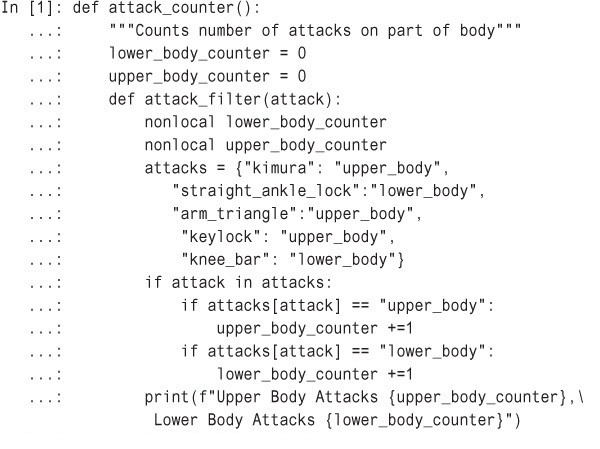 In [1]: def attack_counter():
   ...:     """Counts number of attacks on part of body"""
   ...:     lower_body_counter = 0
   ...:     upper_body_counter = 0
   ...:     def attack_filter(attack):
   ...:         nonlocal lower_body_counter
   ...:         nonlocal upper_body_counter
   ...:         attacks = {"kimura": "upper_body",
   ...:            "straight_ankle_lock":"lower_body",
   ...:            "arm_triangle":"upper_body",
   ...:             "keylock": "upper_body",
   ...:             "knee_bar": "lower_body"}
   ...:         if attack in attacks:
   ...:             if attacks[attack] == "upper_body":
   ...:                 upper_body_counter +=1
   ...:             if attacks[attack] == "lower_body":
   ...:                 lower_body_counter +=1
   ...:         print(f"Upper Body Attacks {upper_body_counter},\
                 Lower Body Attacks {lower_body_counter}")